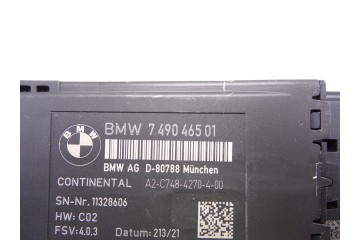 BMW
BMW 7 490 465 01
BMW AG D-80788 München
CONTINENTAL A2-C748-4270-4-00
SN-Nr. 11328606
HW: C02
FSV: 4.0.3 Datum: 213/21